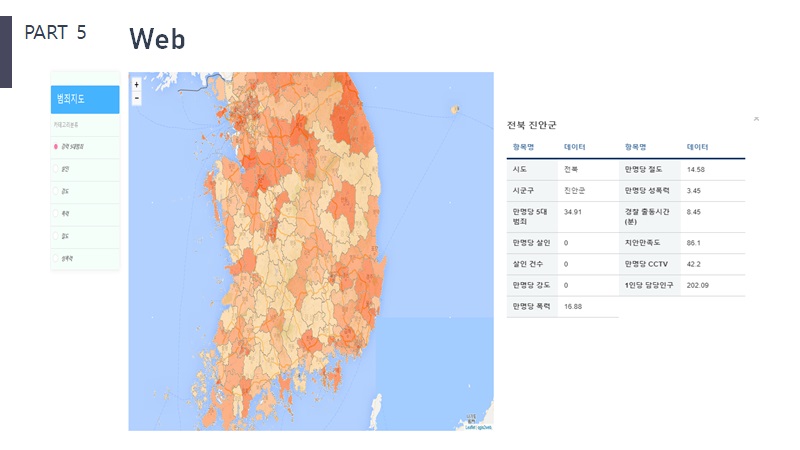 PART 5
Web
범죄지도
카테고리분류
강력 5대범죄
살인
강도
폭력
절도
성폭력
+
−
전북 진안군
항목명 데이터 항목명 데이터
시도 전북 만명당 절도 14.58
시군구 진안군 만명당 성폭력 3.45
만명당 5대 34.91 경찰 출동시간 8.45
범죄 (분)
만명당 살인 0 치안만족도 86.1
살인 건수 0 만명당 CCTV 42.2
만명당 강도 0 1인당 담당인구 202.09
만명당 폭력 16.88